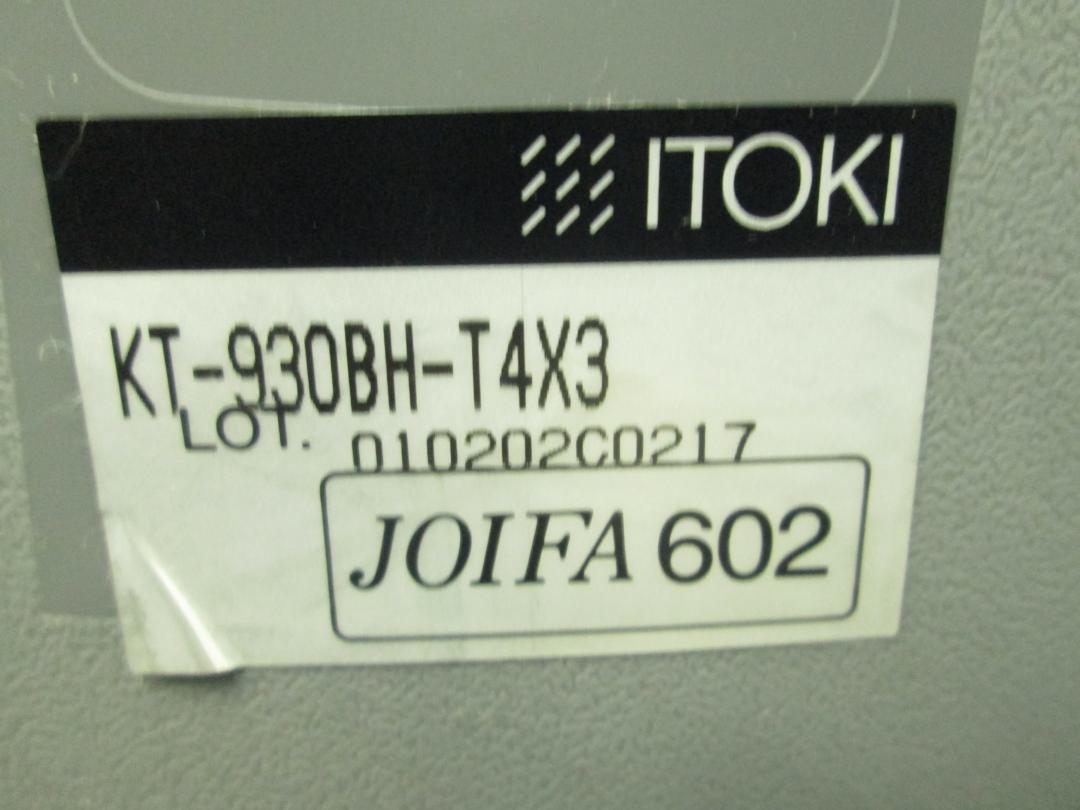 ITOKI
KT-930BH-T4X3
LOT. 010202C0217
JOIFA 602